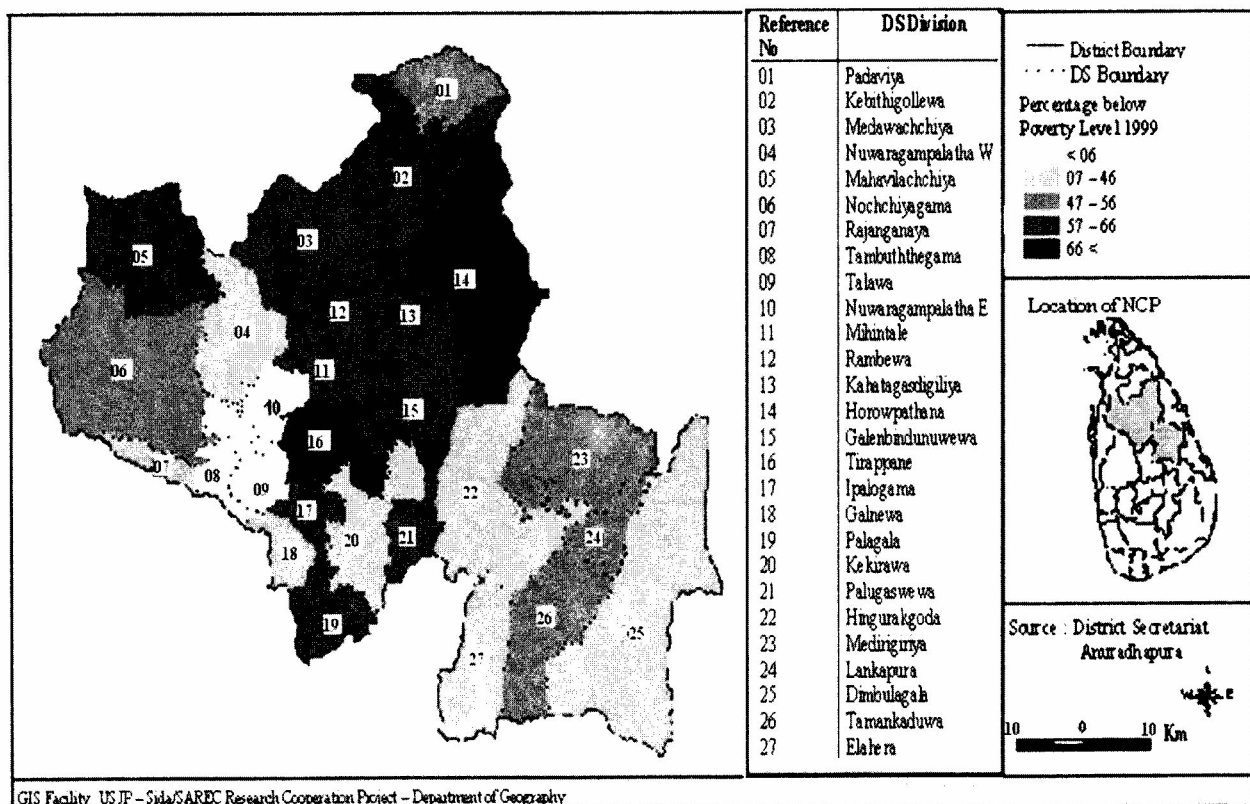 01
02
03
05
14
12
13
04
06
11
10
15
16
23
07
08
22
09
17
24
20
21
18
26
19
25
27
Reference No DS Division
01 Padaviya
02 Kebithigollewa
03 Medawachchiya
04 Nuwaragampalatha W
05 Mahavilachchiya
06 Nochchiyagama
07 Rajanganaya
08 Tambuththegama
09 Talawa
10 Nuwaragampalatha E
11 Mihintale
12 Rambewa
13 Kahatagasdigiliya
14 Horowpathana
15 Galenbindunuwewa
16 Tirappane
17 Ipalogama
18 Galnewa
19 Palagala
20 Kekirawa
21 Palugaswewa
22 Hingurakgoda
23 Medirigiriya
24 Lankapura
25 Dimbulagala
26 Tamankaduwa
27 Elahera
District Boundary
DS Boundary
Percentage below
Poverty Level 1999
< 06
07 - 46
47 - 56
57 - 66
66 <
Location of NCP
Source : District Secretariat
Anuradhapura
W E
10 0 10 Km
GIS Facility USJP - Sida/SAREC Research Cooperation Project - Department of Geography